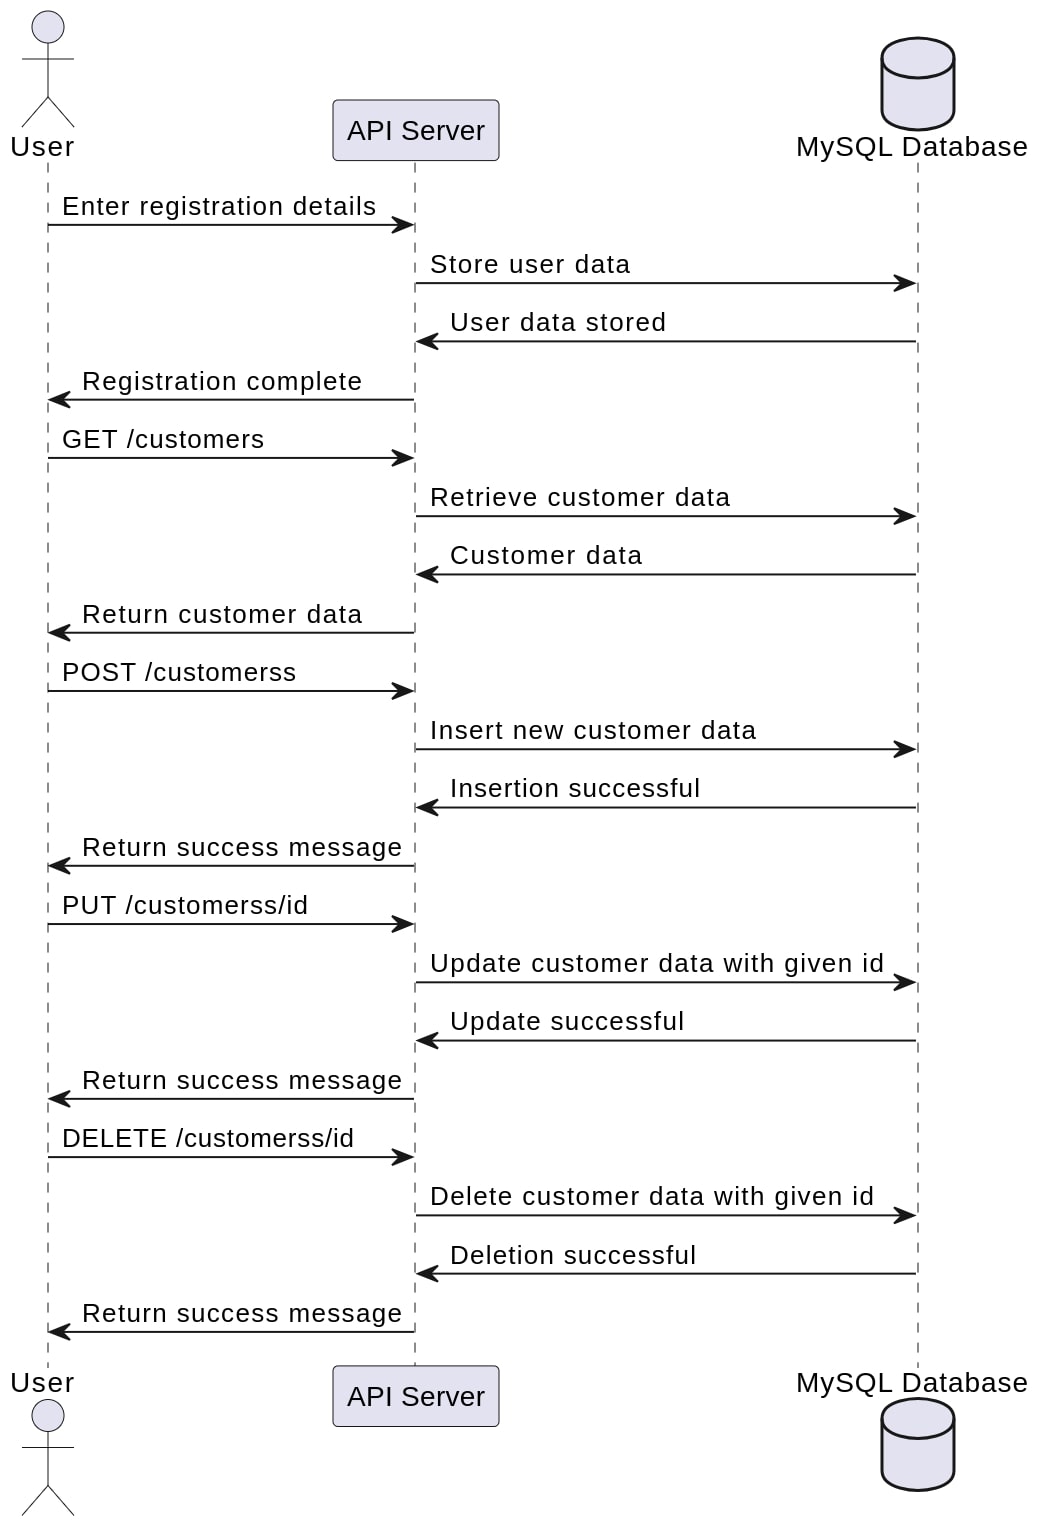 User
API Server
MySQL Database
Enter registration details
Store user data
User data stored
Registration complete
GET /customers
Retrieve customer data
Customer data
Return customer data
POST /customerss
Insert new customer data
Insertion successful
Return success message
PUT /customerss/id
Update customer data with given id
Update successful
Return success message
DELETE /customerss/id
Delete customer data with given id
Deletion successful
Return success message
User
API Server
MySQL Database